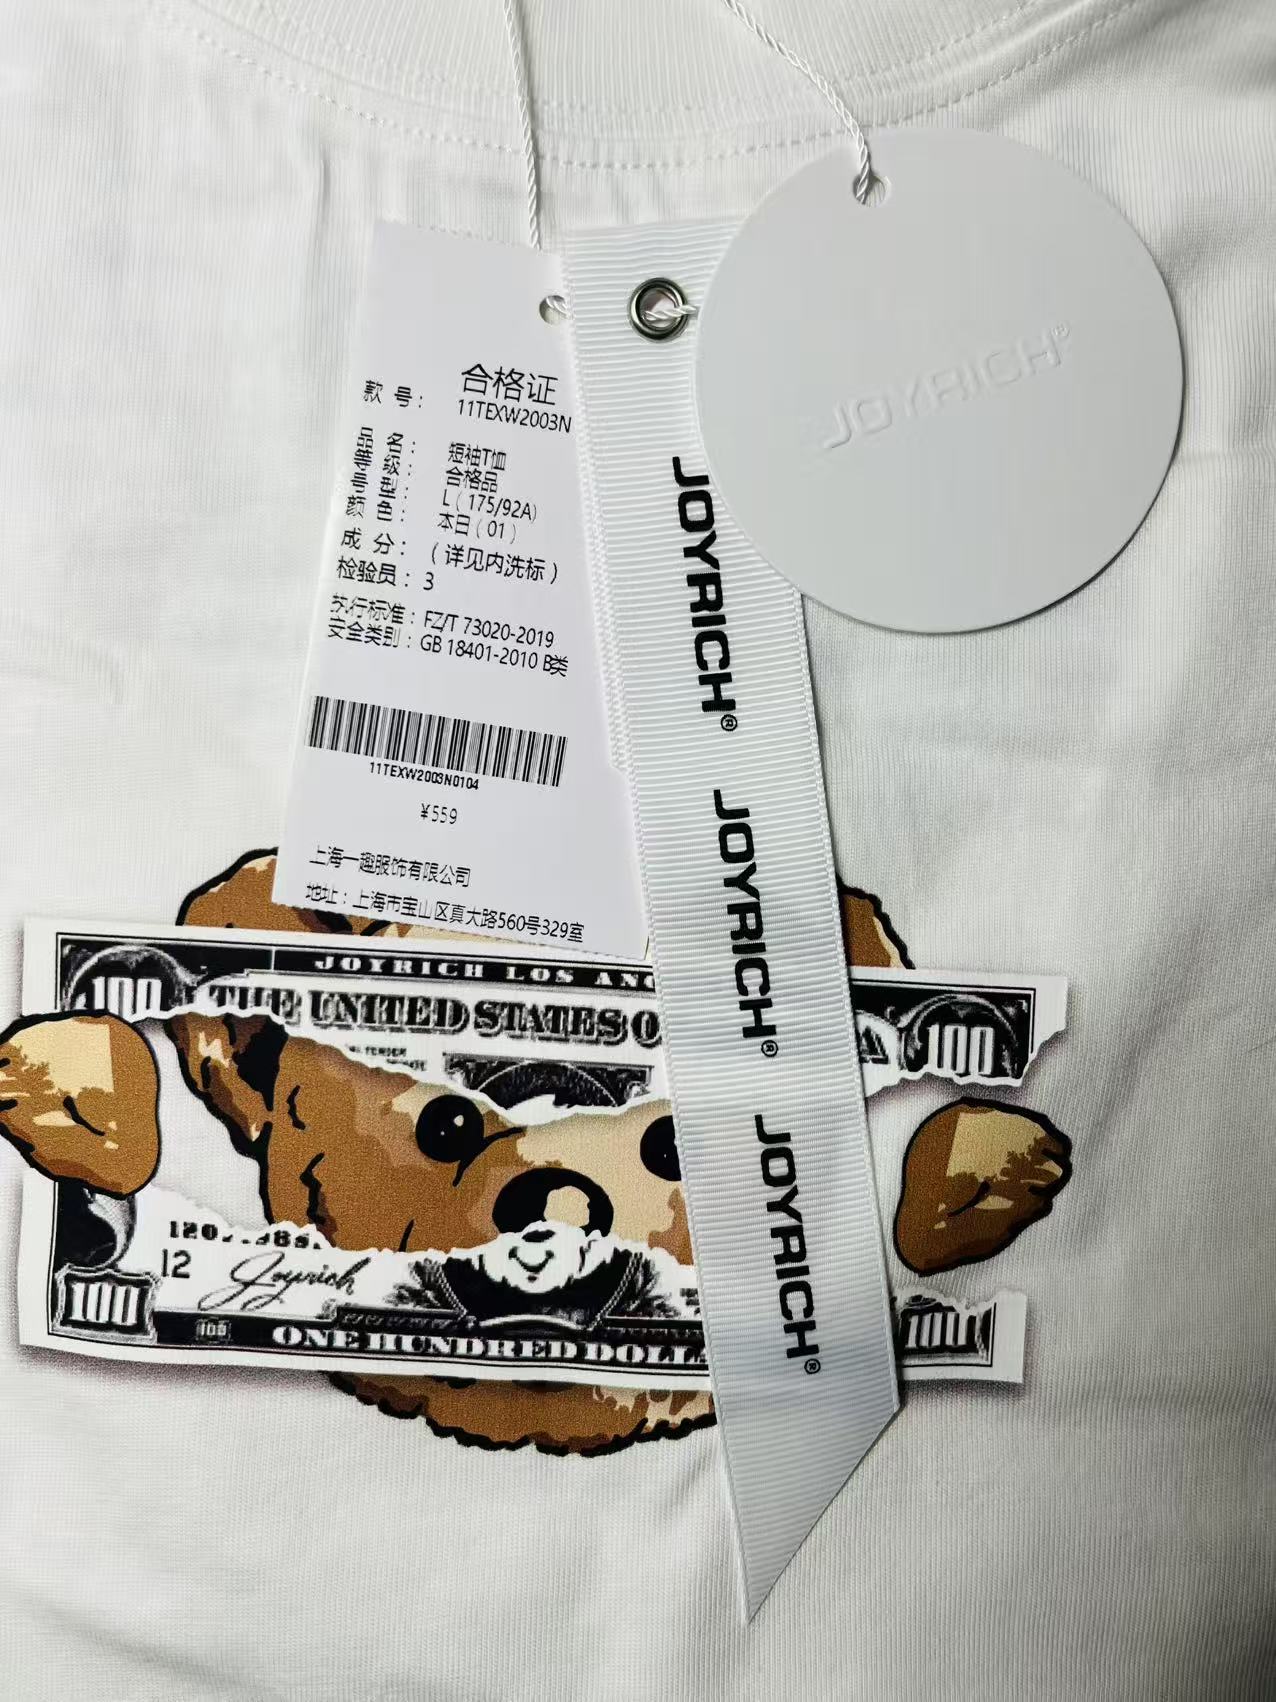 合格证
款 号： 11TEXW2003N
品 名： 短袖T恤
等 级： 合格品
号 型： L（175/92A）
颜 色： 本白（01）
成 分： （详见内洗标）
检验员： 3
执行标准： FZ/T 73020-2019
安全类别： GB 18401-2010 B类
11TEXW2003N0104
¥559
上海一趣服饰有限公司
地址：上海市宝山区真大路560号329室
JOYRICH®
JOYRICH®
JOYRICH®
JOYRICH®
JOYRICH LOS
100 THE UNITED STATES 100
12
Joyrich
100 100 100
ONE HUNDRED